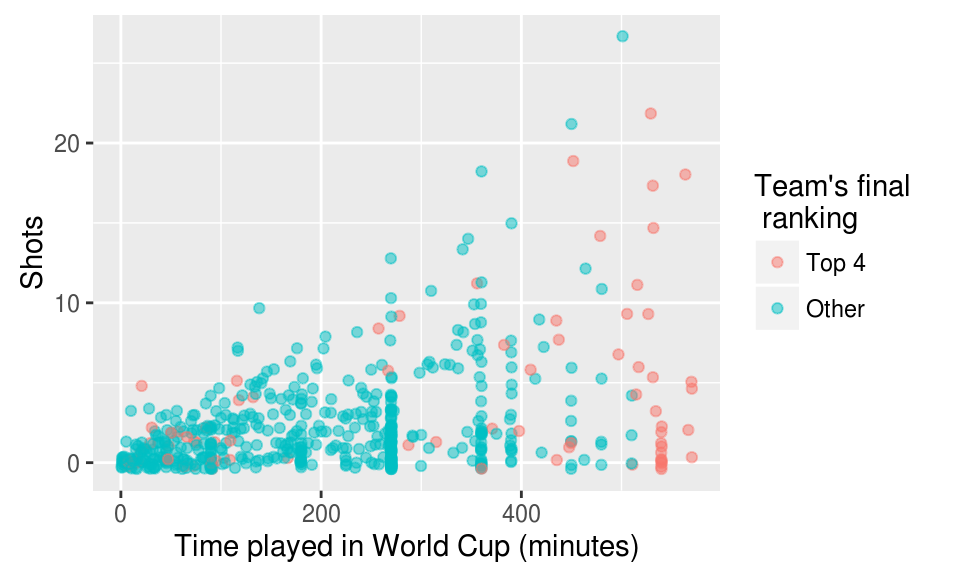 20
10
0
Shots
0 200 400
Time played in World Cup (minutes)
Team's final
ranking
Top 4
Other